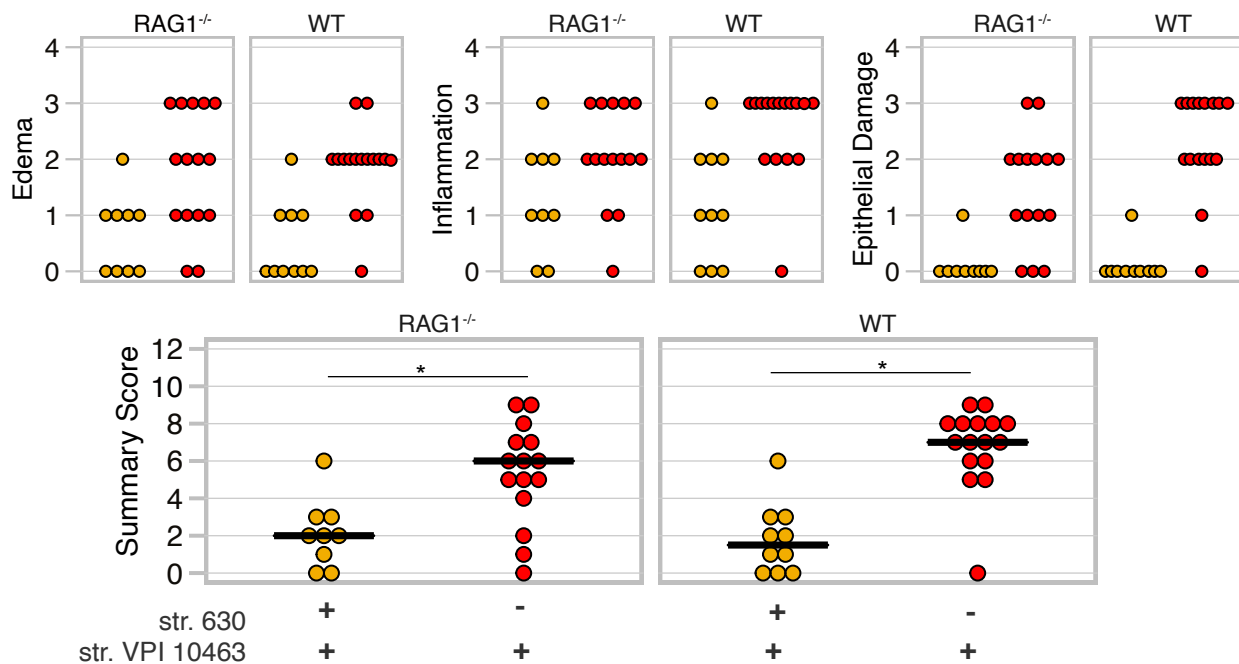 RAG1-/- WT RAG1-/- WT RAG1-/- WT
Edema
4
3
2
1
0
Inflammation
4
3
2
1
0
Epithelial Damage
4
3
2
1
0
RAG1-/- WT
Summary Score
12
10
8
6
4
2
0
* *
str. 630 + - + -
str. VPI 10463 + + + +